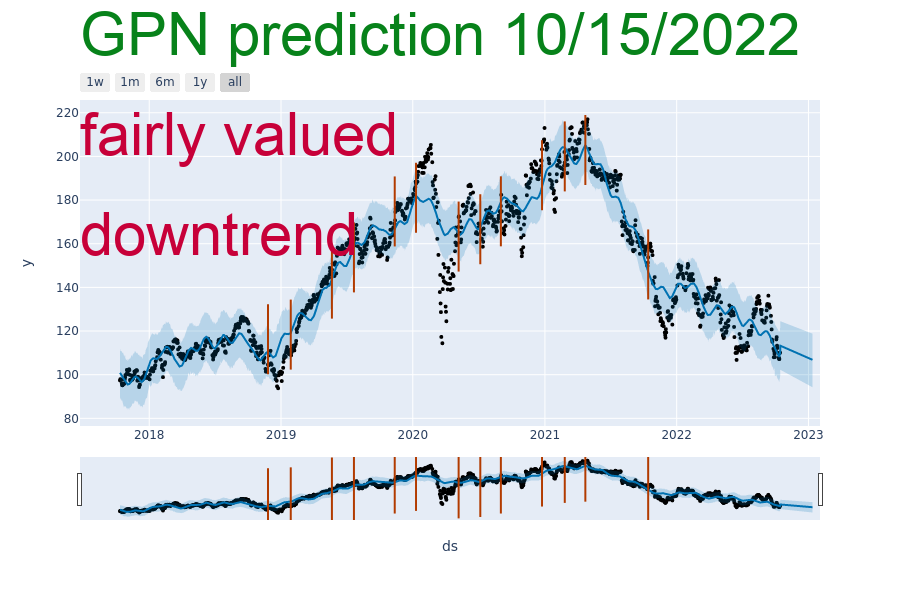 GPN prediction 10/15/2022
1w 1m 6m 1y all
fairly valued
downtrend
220
200
180
160
140
120
100
80
y
2018 2019 2020 2021 2022 2023
ds